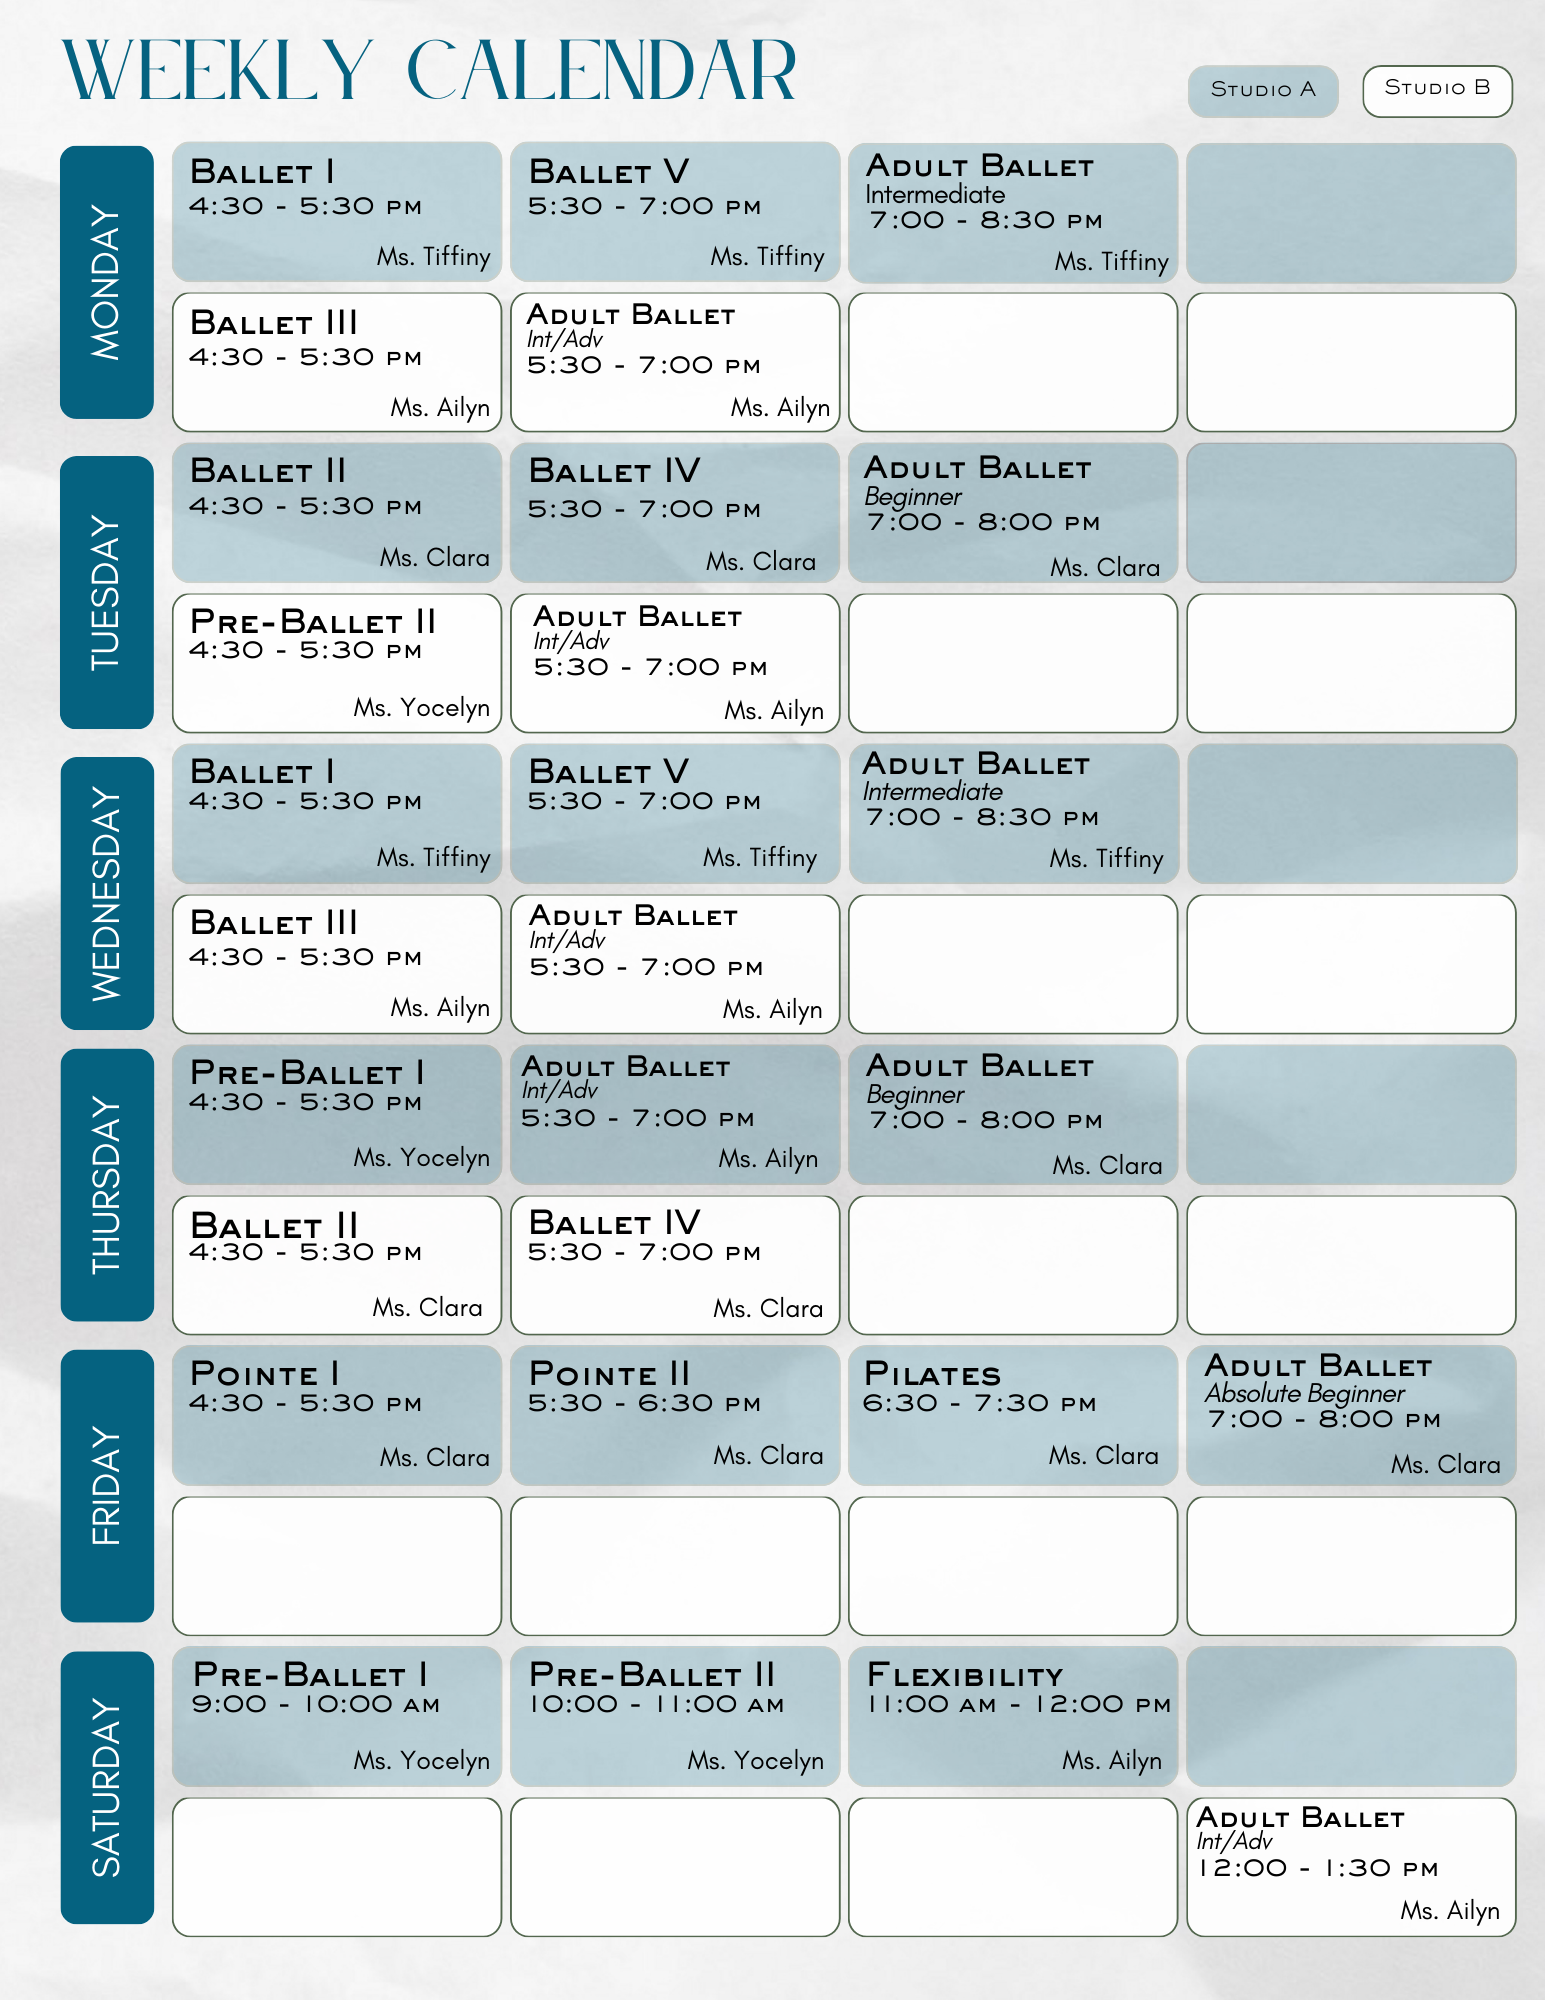 WEEKLY CALENDAR
STUDIO A
STUDIO B
MONDAY
BALLET I
4:30 - 5:30 PM
Ms. Tiffiny
BALLET V
5:30 - 7:00 PM
Ms. Tiffiny
ADULT BALLET
Intermediate
7:00 - 8:30 PM
Ms. Tiffiny
BALLET III
4:30 - 5:30 PM
Ms. Ailyn
ADULT BALLET
Int/Adv
5:30 - 7:00 PM
Ms. Ailyn
TUESDAY
BALLET II
4:30 - 5:30 PM
Ms. Clara
BALLET IV
5:30 - 7:00 PM
Ms. Clara
ADULT BALLET
Beginner
7:00 - 8:00 PM
Ms. Clara
PRE-BALLET II
4:30 - 5:30 PM
Ms. Yocelyn
ADULT BALLET
Int/Adv
5:30 - 7:00 PM
Ms. Ailyn
WEDNESDAY
BALLET I
4:30 - 5:30 PM
Ms. Tiffiny
BALLET V
5:30 - 7:00 PM
Ms. Tiffiny
ADULT BALLET
Intermediate
7:00 - 8:30 PM
Ms. Tiffiny
BALLET III
4:30 - 5:30 PM
Ms. Ailyn
ADULT BALLET
Int/Adv
5:30 - 7:00 PM
Ms. Ailyn
THURSDAY
PRE-BALLET I
4:30 - 5:30 PM
Ms. Yocelyn
ADULT BALLET
Int/Adv
5:30 - 7:00 PM
Ms. Ailyn
ADULT BALLET
Beginner
7:00 - 8:00 PM
Ms. Clara
BALLET II
4:30 - 5:30 PM
Ms. Clara
BALLET IV
5:30 - 7:00 PM
Ms. Clara
FRIDAY
POINTE I
4:30 - 5:30 PM
Ms. Clara
POINTE II
5:30 - 6:30 PM
Ms. Clara
PILATES
6:30 - 7:30 PM
Ms. Clara
ADULT BALLET
Absolute Beginner
7:00 - 8:00 PM
Ms. Clara
SATURDAY
PRE-BALLET I
9:00 - 10:00 AM
Ms. Yocelyn
PRE-BALLET II
10:00 - 11:00 AM
Ms. Yocelyn
FLEXIBILITY
11:00 AM - 12:00 PM
Ms. Ailyn
ADULT BALLET
Int/Adv
12:00 - 1:30 PM
Ms. Ailyn